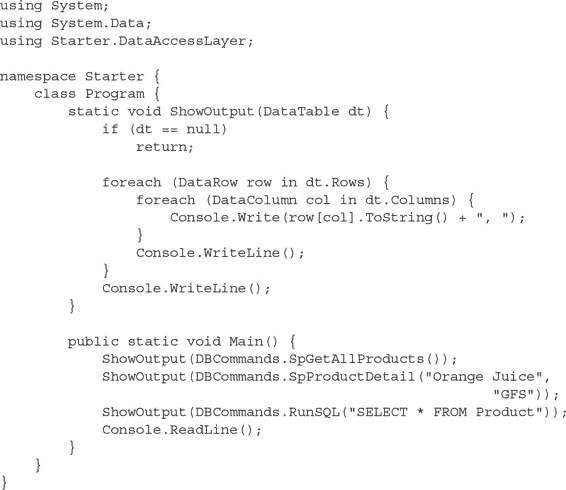 using System;
using System.Data;
using Starter.DataAccessLayer;

namespace Starter {
    class Program {
        static void ShowOutput(DataTable dt) {
            if (dt == null)
                return;

            foreach (DataRow row in dt.Rows) {
                foreach (DataColumn col in dt.Columns) {
                    Console.Write(row[col].ToString() + ", ");
                }
                Console.WriteLine();
            }
            Console.WriteLine();
        }

        public static void Main() {
            ShowOutput(DBCommands.SpGetAllProducts());
            ShowOutput(DBCommands.SpProductDetail("Orange Juice",
                                                          "GFS"));
            ShowOutput(DBCommands.RunSQL("SELECT * FROM Product"));
            Console.ReadLine();
        }
    }
}